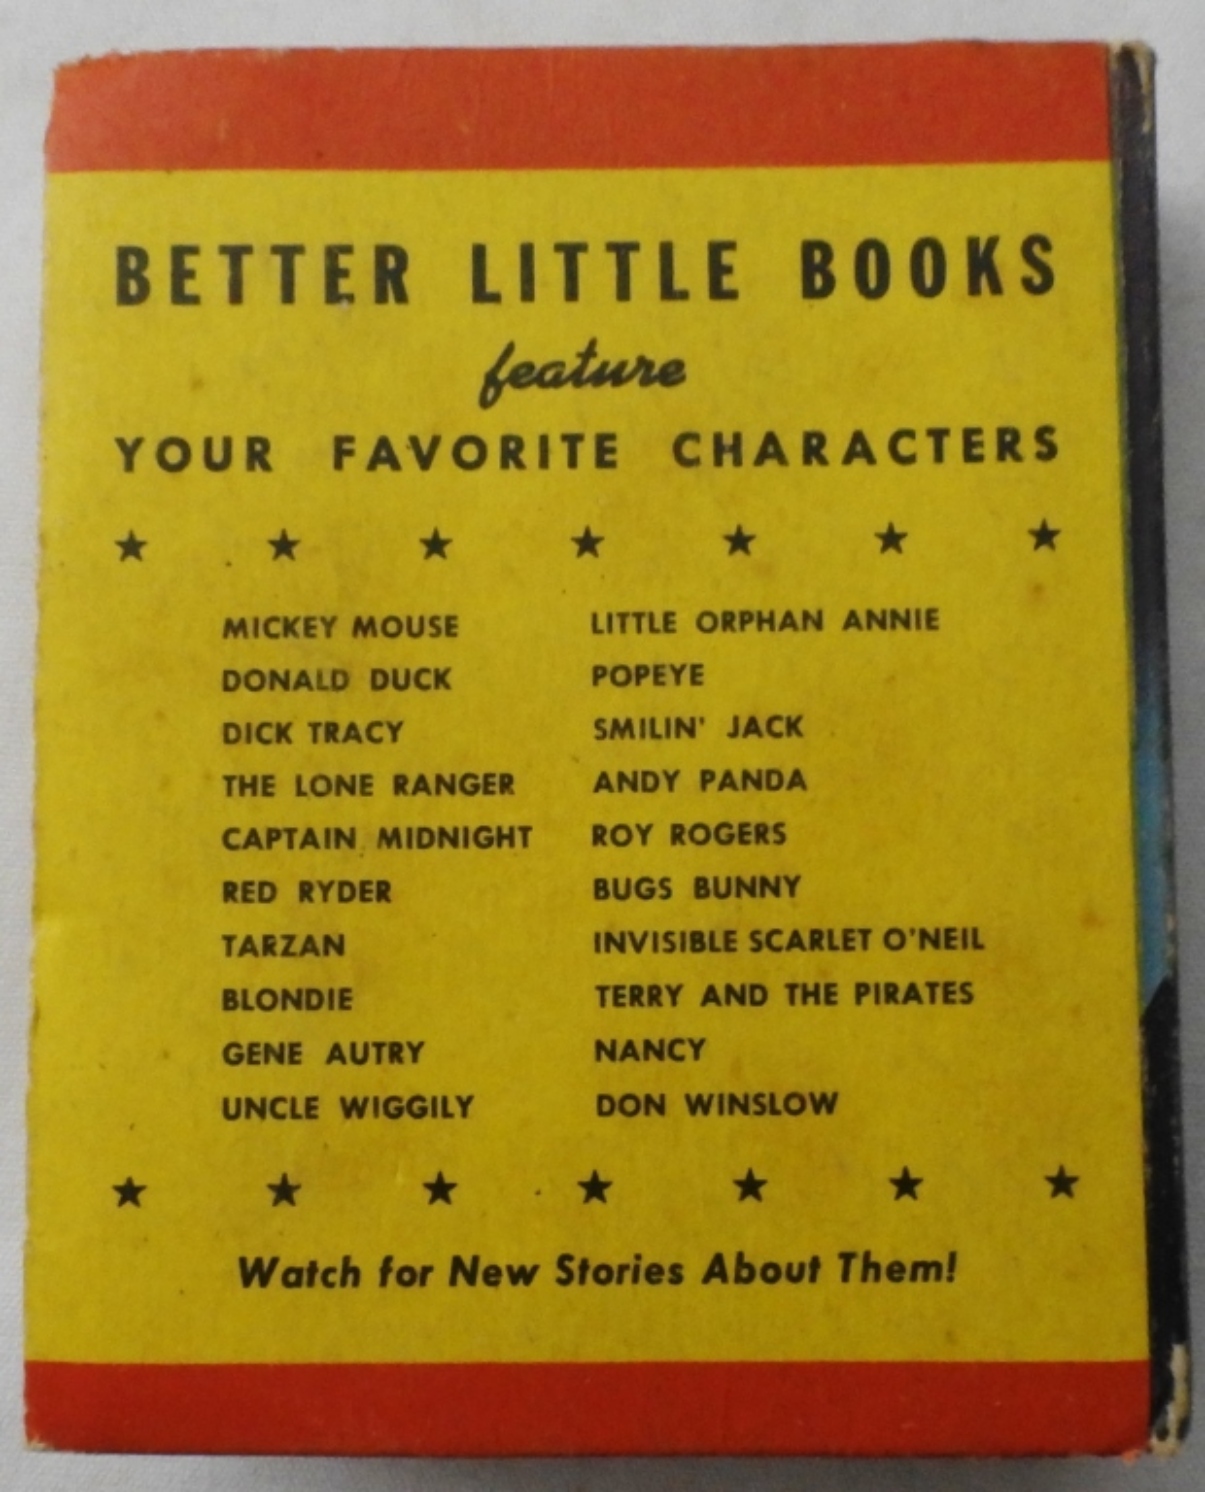 BETTER LITTLE BOOKS
feature
YOUR FAVORITE CHARACTERS
MICKEY MOUSE
DONALD DUCK
DICK TRACY
THE LONE RANGER
CAPTAIN MIDNIGHT
RED RYDER
TARZAN
BLONDIE
GENE AUTRY
UNCLE WIGGILY
LITTLE ORPHAN ANNIE
POPEYE
SMILIN' JACK
ANDY PANDA
ROY ROGERS
BUGS BUNNY
INVISIBLE SCARLET O'NEIL
TERRY AND THE PIRATES
NANCY
DON WINSLOW
Watch for New Stories About Them!